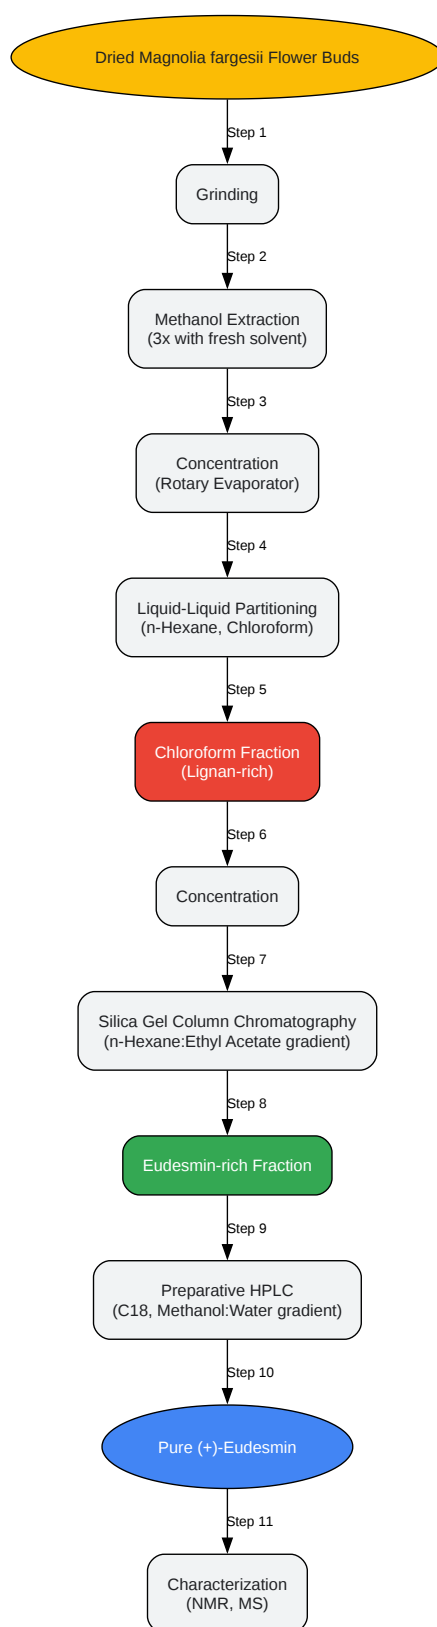 Dried Magnolia fargesii Flower Buds
Step 1
Grinding
Step 2
Methanol Extraction
(3x with fresh solvent)
Step 3
Concentration
(Rotary Evaporator)
Step 4
Liquid-Liquid Partitioning
(n-Hexane, Chloroform)
Step 5
Chloroform Fraction
(Lignan-rich)
Step 6
Concentration
Step 7
Silica Gel Column Chromatography
(n-Hexane:Ethyl Acetate gradient)
Step 8
Eudesmin-rich Fraction
Step 9
Preparative HPLC
(C18, Methanol:Water gradient)
Step 10
Pure (+)-Eudesmin
Step 11
Characterization
(NMR, MS)